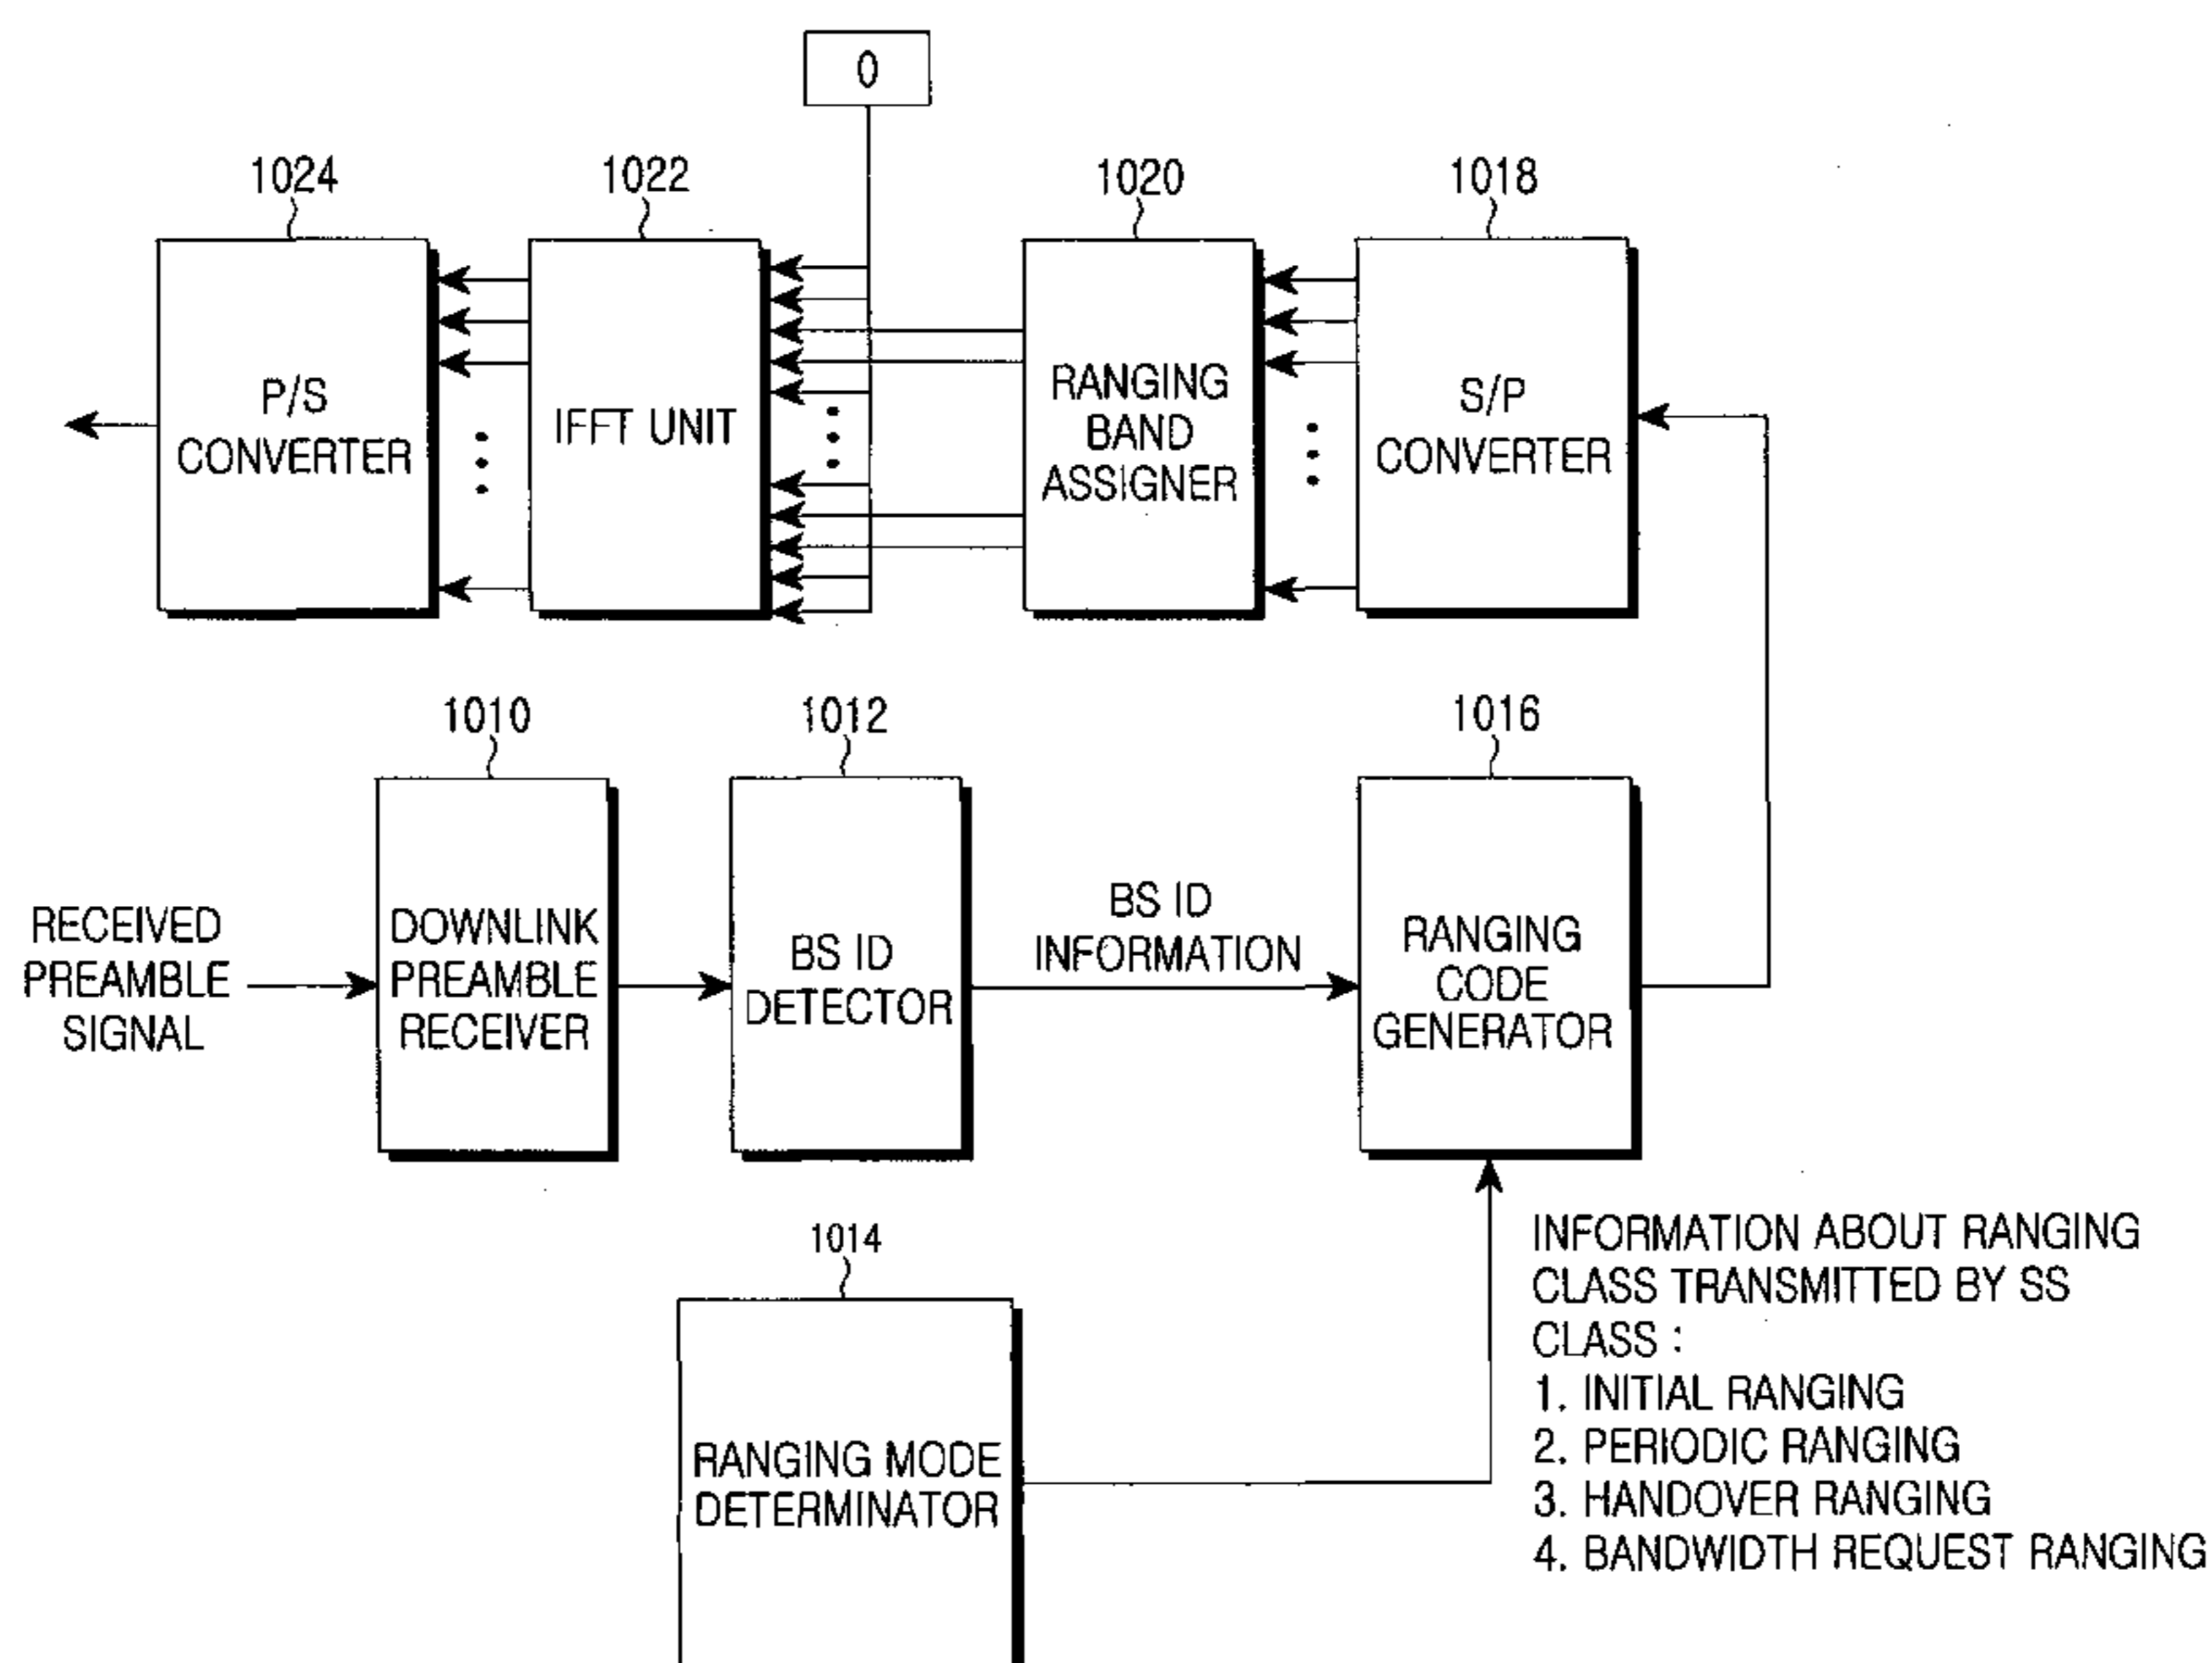 0
1024
1022
1020
1018
P/S
CONVERTER
IFFT UNIT
RANGING
BAND
ASSIGNER
S/P
CONVERTER
1010
1012
1016
RECEIVED
PREAMBLE
SIGNAL
DOWNLINK
PREAMBLE
RECEIVER
BS ID
DETECTOR
BS ID
INFORMATION
RANGING
CODE
GENERATOR
1014
RANGING MODE
DETERMINATOR
INFORMATION ABOUT RANGING
CLASS TRANSMITTED BY SS
CLASS :
1. INITIAL RANGING
2. PERIODIC RANGING
3. HANDOVER RANGING
4. BANDWIDTH REQUEST RANGING